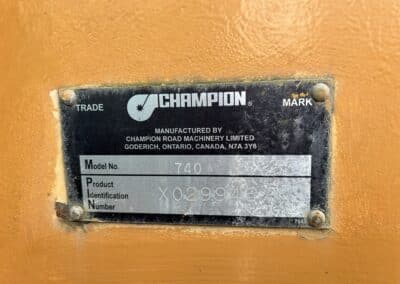 TRADE CHAMPION® MARK
MANUFACTURED BY
CHAMPION ROAD MACHINERY LIMITED
GODERICH, ONTARIO, CANADA, N7A 3Y6
Model No. 740
Product
Identification
Number